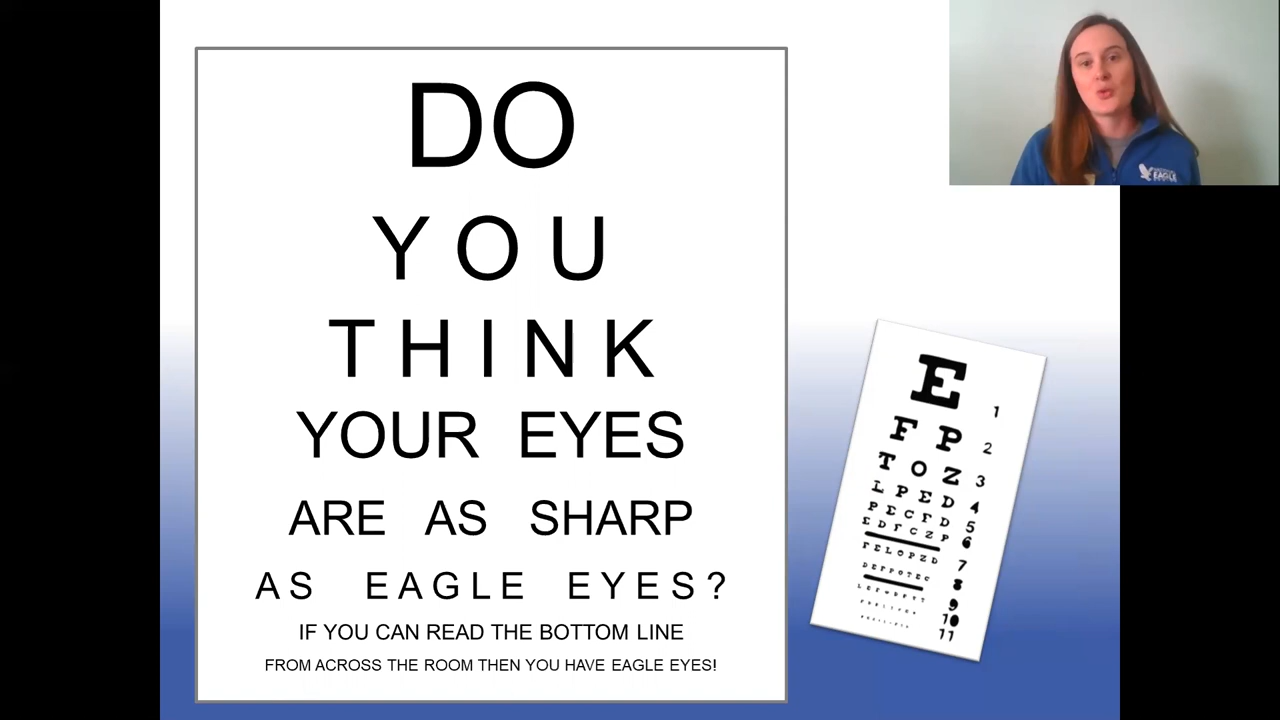 DO
YOU
THINK
YOUR EYES
ARE AS SHARP
AS EAGLE EYES?
IF YOU CAN READ THE BOTTOM LINE
FROM ACROSS THE ROOM THEN YOU HAVE EAGLE EYES!
EAGLE
E 1
F P 2
T O Z 3
L P E D 4
P E C F D 5
E D F C Z P 6
F E L O P Z D 7
D E F P O T E C 8
9
10
11